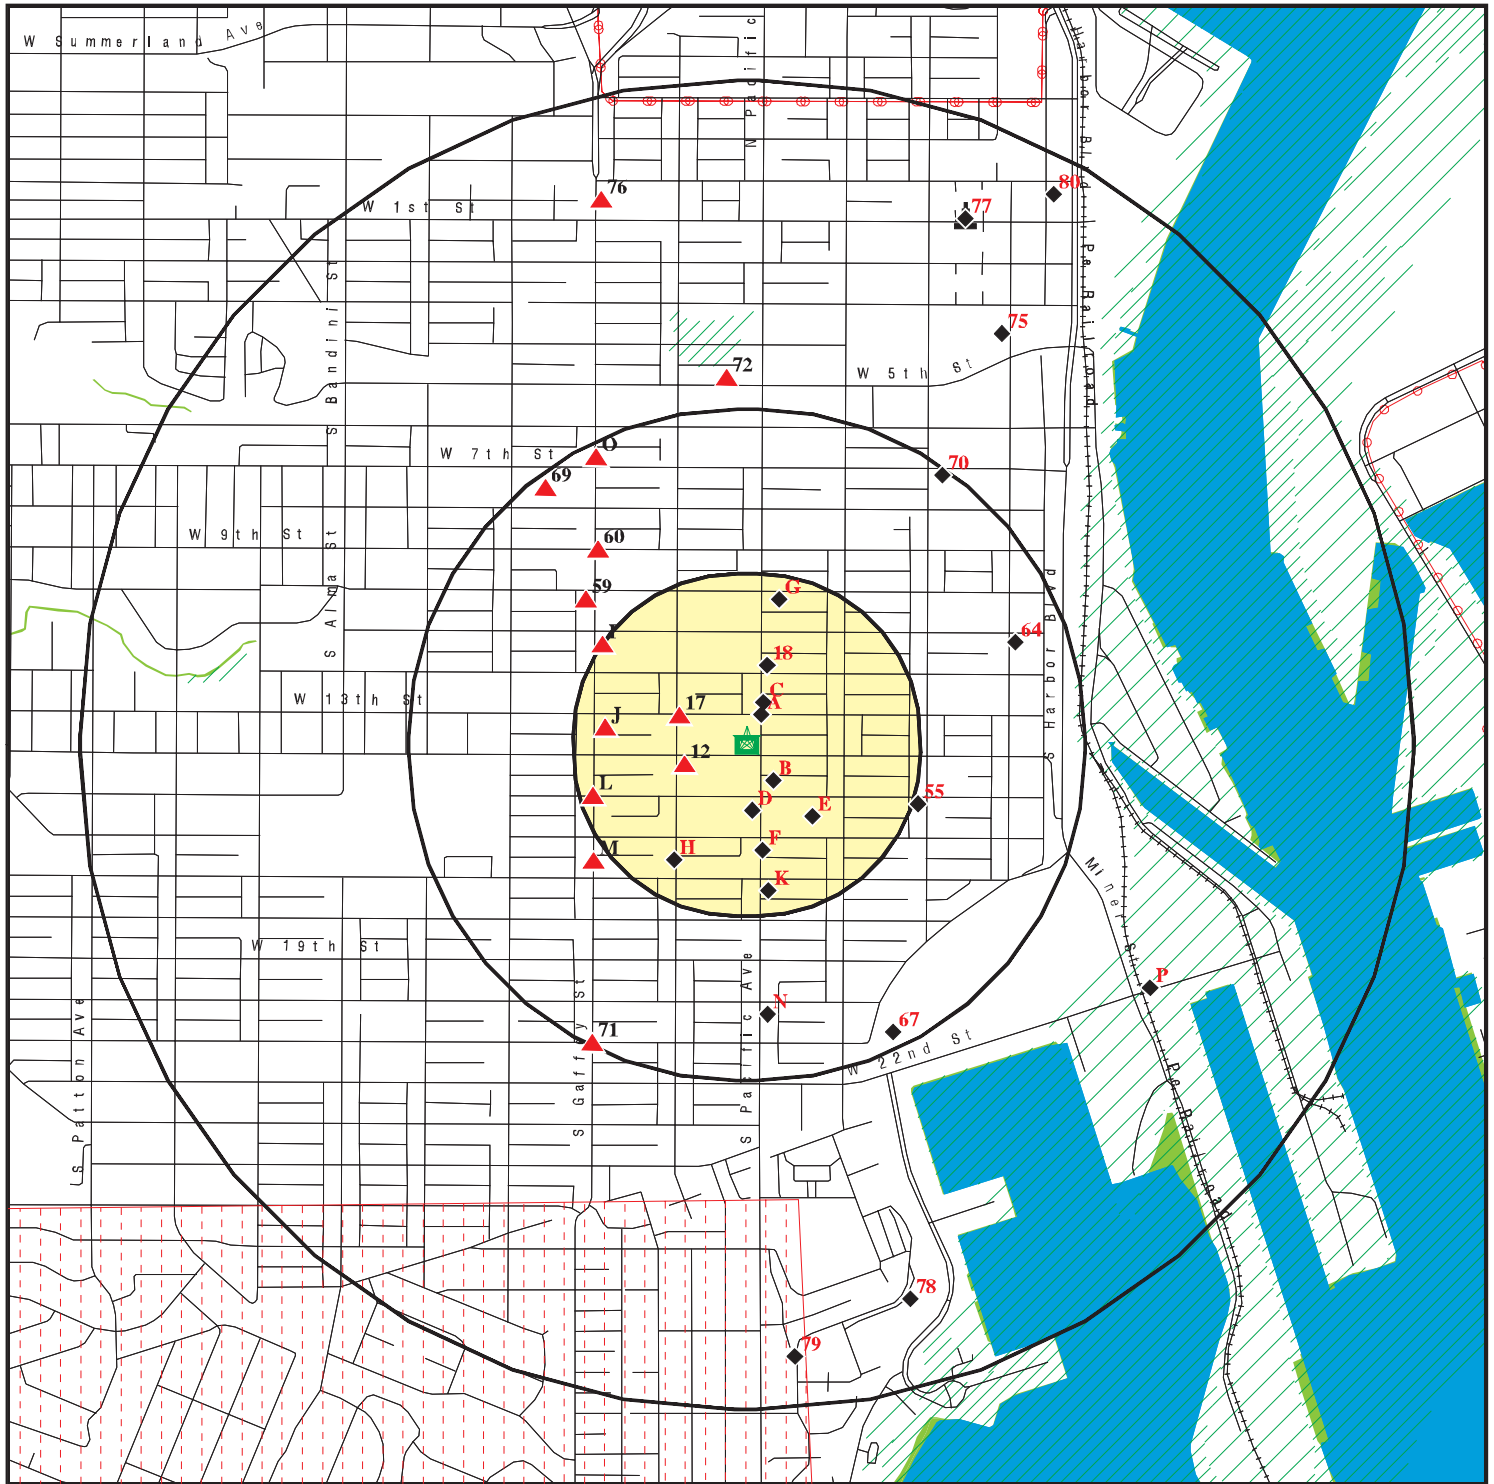 W Summerland Ave
N Pacific
Harbor Blvd
80
76
77
W 1st St
Pe Railroad
S Bandini St
75
72
W 5th St
O
W 7th St
69
70
W 9th St
60
S Alma St
59
G
S Harbor Blvd
64
18
W 13th St
C
17
A
J
12
B
L
D
E
55
F
M
H
K
Miner St
W 19th St
P
S Pacific Ave
S Gaffey St
N
67
71
W 22nd St
S Patton Ave
Pe Railroad
78
79